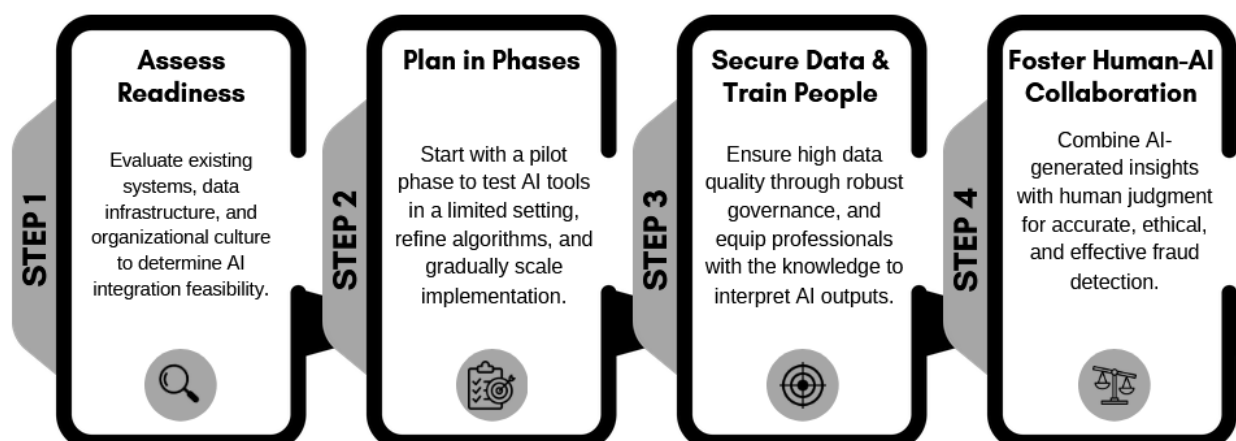 STEP 1
Assess
Readiness
Evaluate existing
systems, data
infrastructure, and
organizational culture
to determine AI
integration feasibility.
STEP 2
Plan in Phases
Start with a pilot
phase to test AI tools
in a limited setting,
refine algorithms, and
gradually scale
implementation.
STEP 3
Secure Data &
Train People
Ensure high data
quality through robust
governance, and
equip professionals
with the knowledge to
interpret AI outputs.
STEP 4
Foster Human-AI
Collaboration
Combine AI-
generated insights
with human judgment
for accurate, ethical,
and effective fraud
detection.